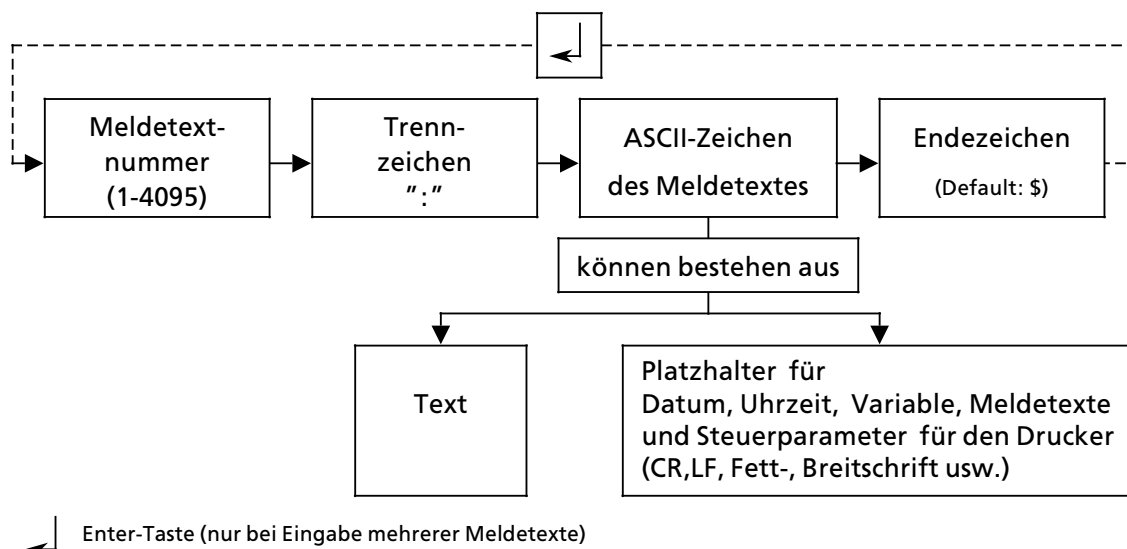 Meldetext-
nummer
(1-4095)
Trenn-
zeichen
":"
ASCII-Zeichen
des Meldetextes
Endezeichen
(Default: $)
können bestehen aus
Text
Platzhalter für
Datum, Uhrzeit, Variable, Meldetexte
und Steuerparameter für den Drucker
(CR,LF, Fett-, Breitschrift usw.)
Enter-Taste (nur bei Eingabe mehrerer Meldetexte)